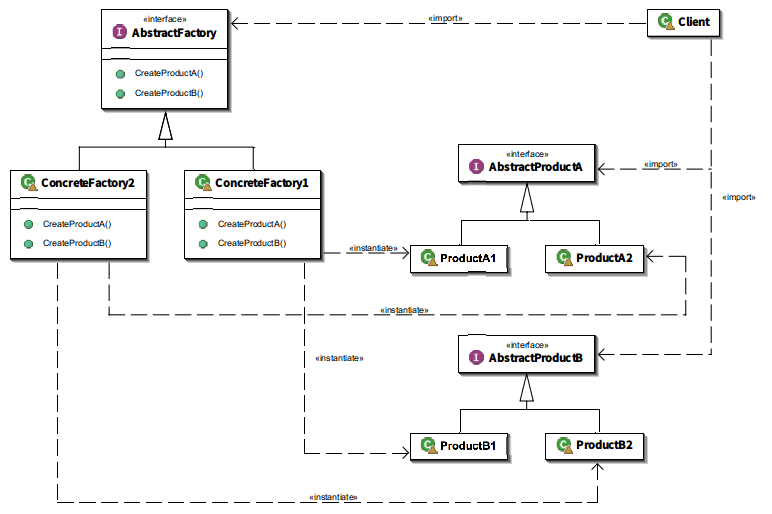 «interface»
AbstractFactory
CreateProductA()
CreateProductB()
«import»
Client
ConcreteFactory2
CreateProductA()
CreateProductB()
ConcreteFactory1
CreateProductA()
CreateProductB()
«interface»
AbstractProductA
«import»
«import»
«instantiate»
ProductA1
ProductA2
«instantiate»
«interface»
AbstractProductB
«instantiate»
ProductB1
ProductB2
«instantiate»